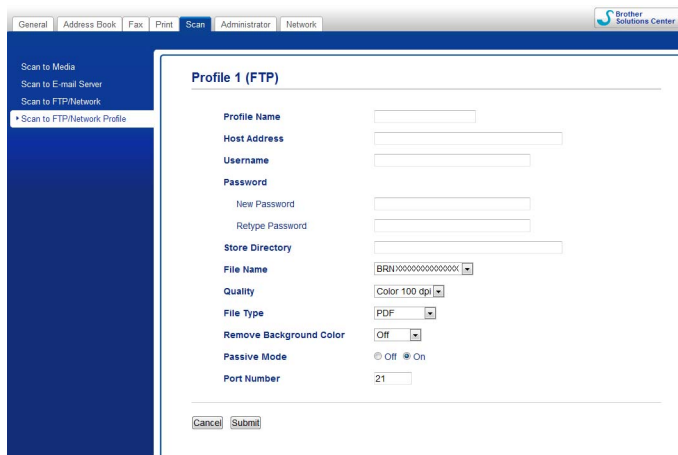 General Address Book Fax Print Scan Administrator Network
Brother
Solutions Center
Scan to Media
Scan to E-mail Server
Scan to FTP/Network
Scan to FTP/Network Profile
Profile 1 (FTP)
Profile Name
Host Address
Username
Password
New Password
Retype Password
Store Directory
File Name BRNXXXXXXXXXXXXXX
Quality Color 100 dpi
File Type PDF
Remove Background Color Off
Passive Mode Off On
Port Number 21
Cancel Submit